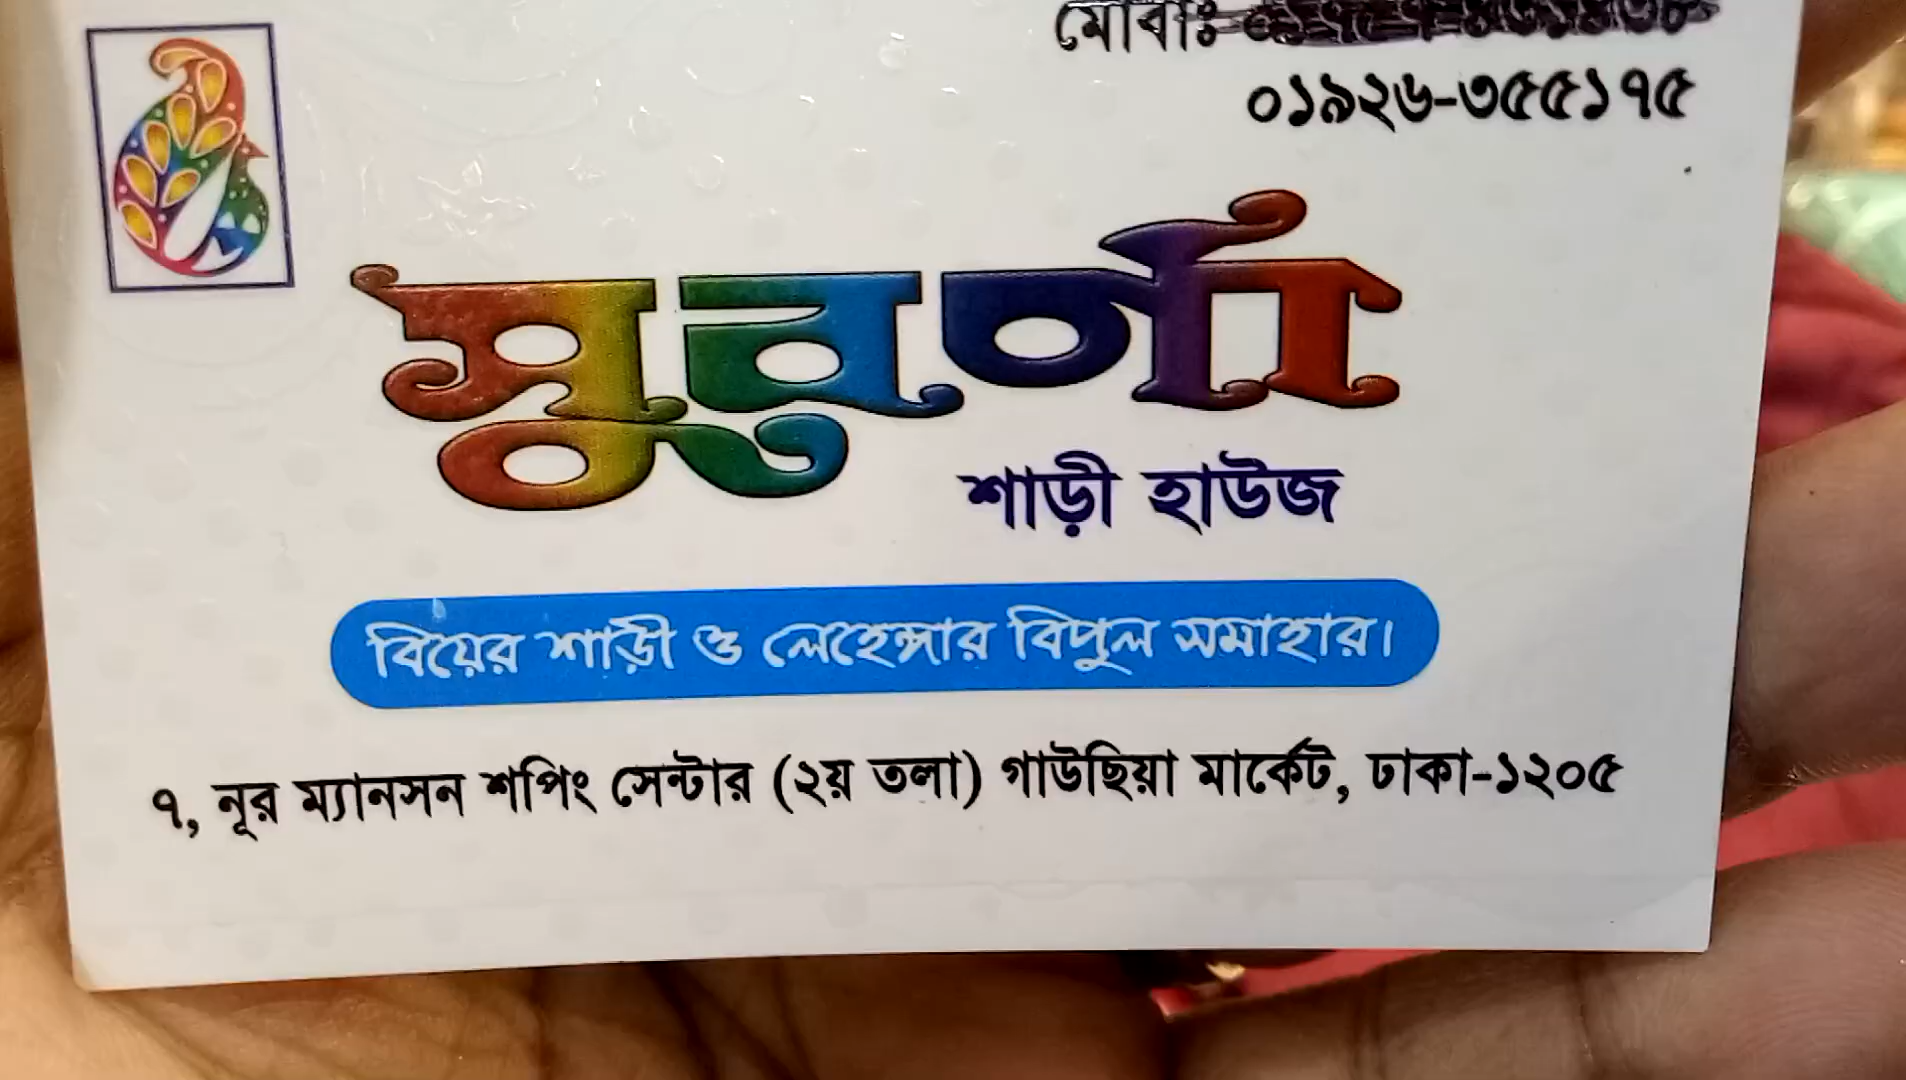 মোবাঃ
০১৯২৬-৩৫৫১৭৫
সুবর্ণা
শাড়ী হাউজ
বিয়ের শাড়ী ও লেহেঙ্গার বিপুল সমাহার।
৭, নূর ম্যানসন শপিং সেন্টার (২য় তলা) গাউছিয়া মার্কেট, ঢাকা-১২০৫